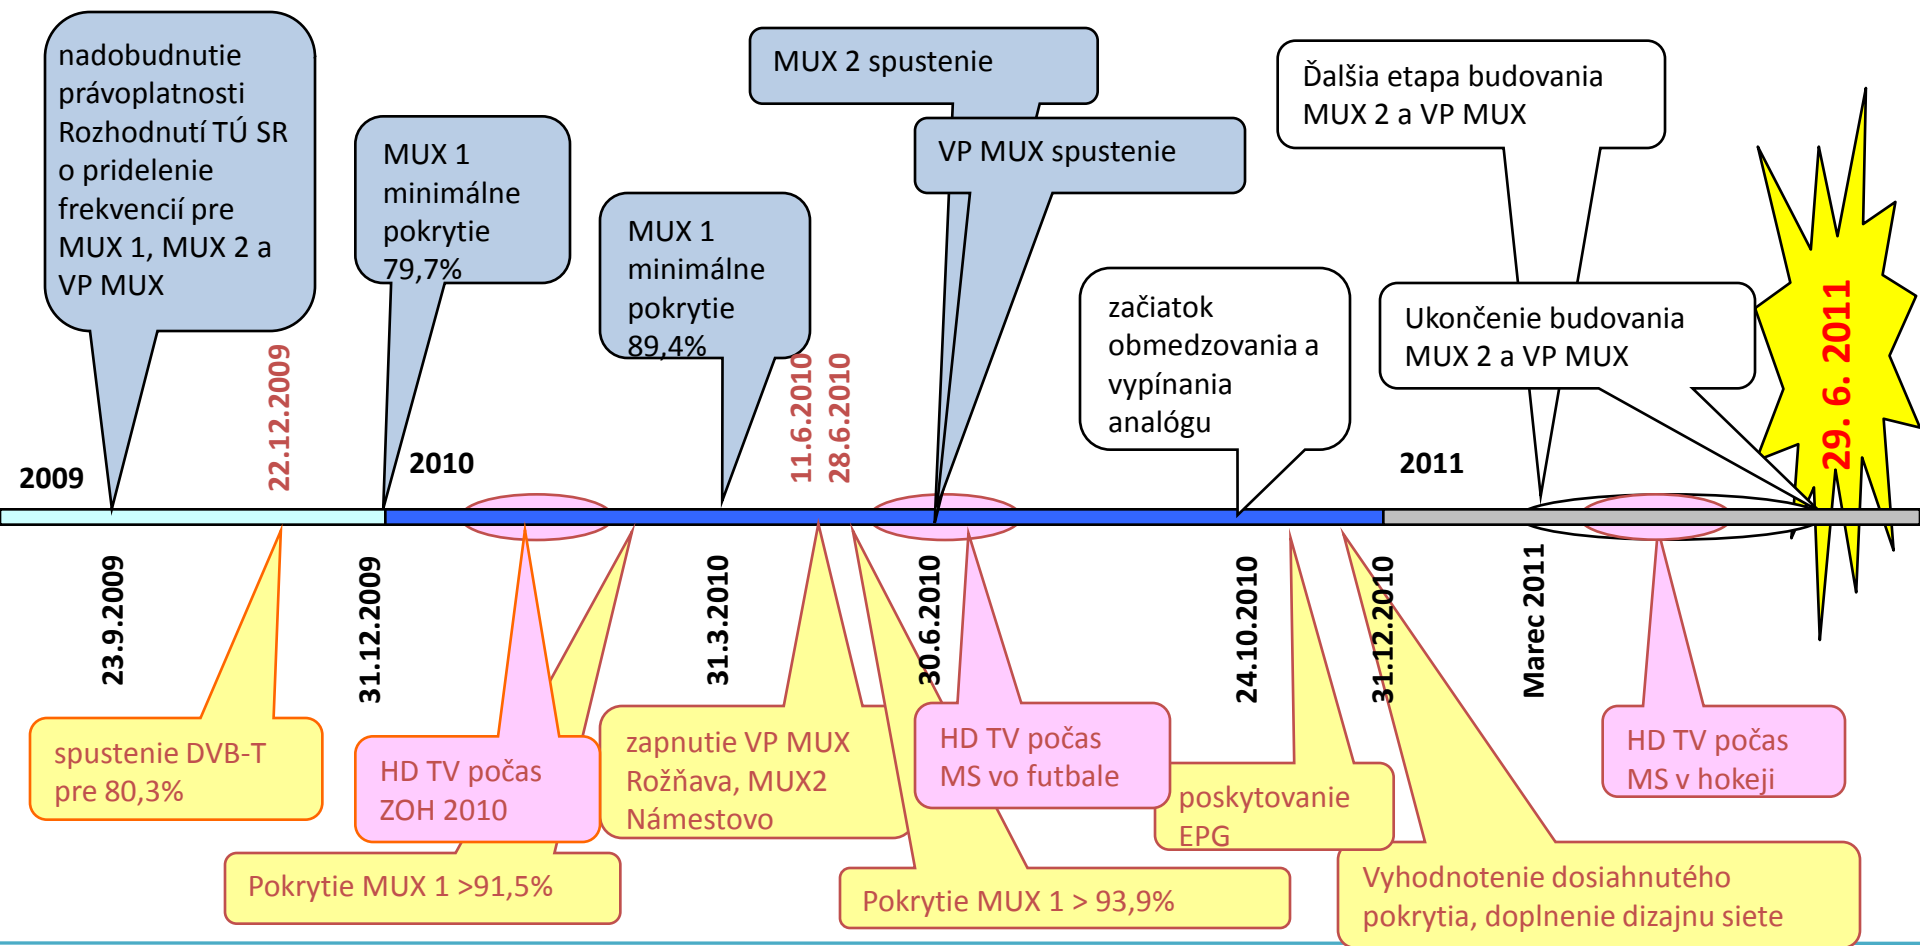 nadobudnutie
právoplatnosti
Rozhodnutí TÚ SR
o pridelenie
frekvencií pre
MUX 1, MUX 2 a
VP MUX
MUX 1
minimálne
pokrytie
79,7%
MUX 1
minimálne
pokrytie
89,4%
MUX 2 spustenie
VP MUX spustenie
začiatok
obmedzovania a
vypínania
analógu
Ďalšia etapa budovania
MUX 2 a VP MUX
Ukončenie budovania
MUX 2 a VP MUX
29. 6. 2011
22.12.2009
11.6.2010
28.6.2010
2009
2010
2011
23.9.2009
31.12.2009
31.3.2010
30.6.2010
24.10.2010
31.12.2010
Marec 2011
spustenie DVB-T
pre 80,3%
HD TV počas
ZOH 2010
Pokrytie MUX 1 >91,5%
zapnutie VP MUX
Rožňava, MUX2
Námestovo
HD TV počas
MS vo futbale
Pokrytie MUX 1 > 93,9%
poskytovanie
EPG
Vyhodnotenie dosiahnutého
pokrytia, doplnenie dizajnu siete
HD TV počas
MS v hokeji